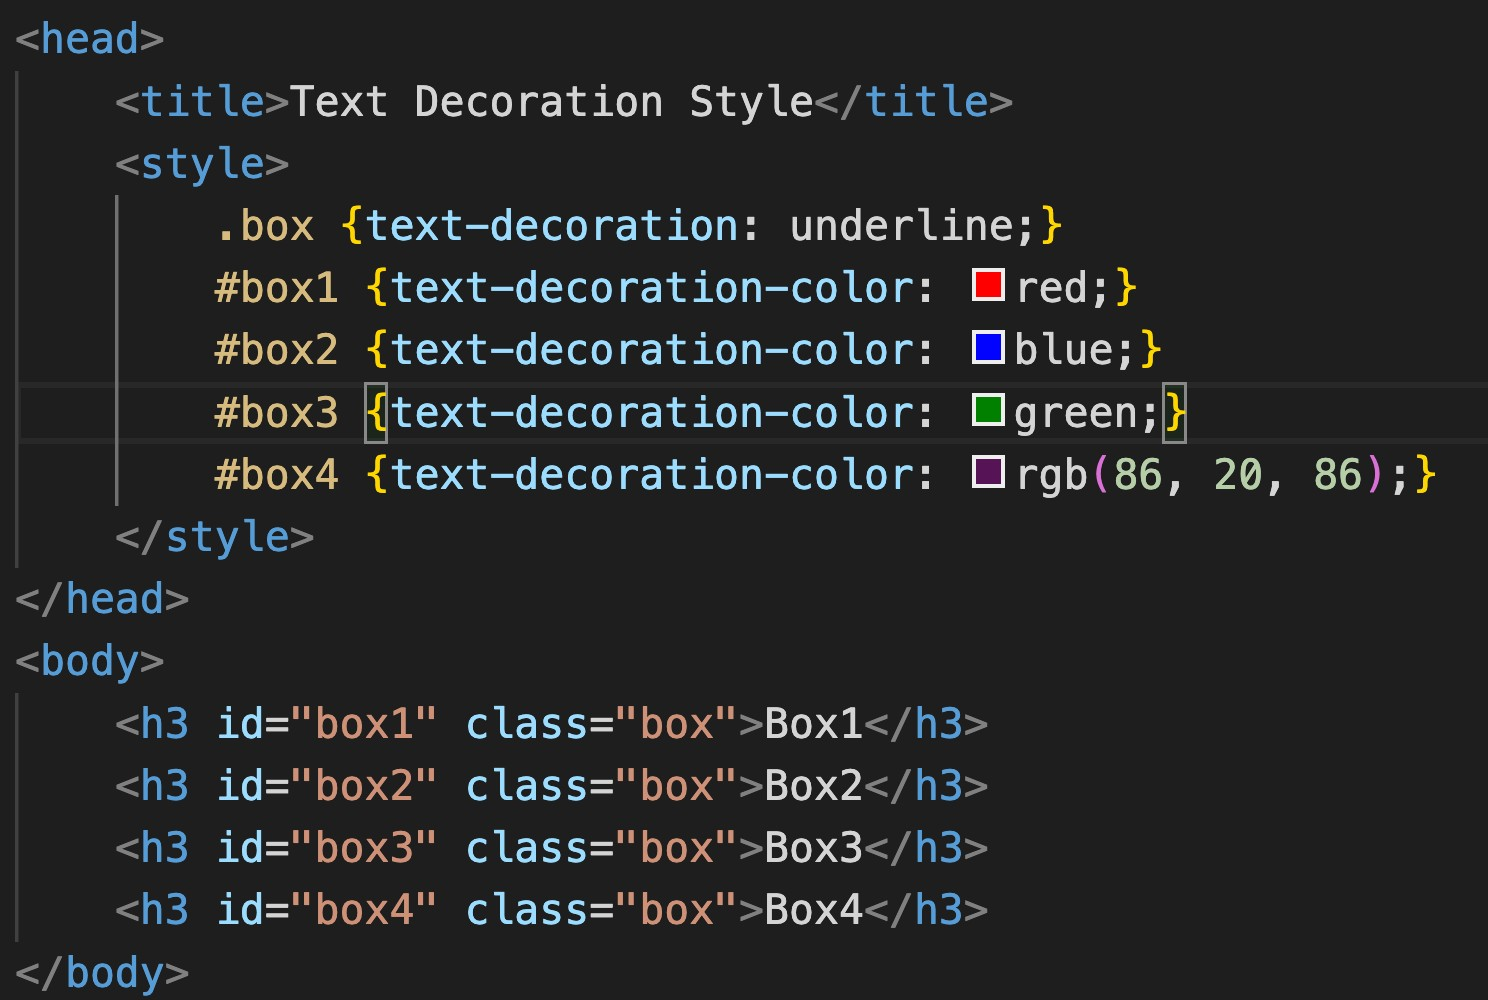 <head>
<title>Text Decoration Style</title>
<style>
.box {text-decoration: underline;}
#box1 {text-decoration-color: red;}
#box2 {text-decoration-color: blue;}
#box3 {text-decoration-color: green;}
#box4 {text-decoration-color: rgb(86, 20, 86);}
</style>
</head>
<body>
<h3 id="box1" class="box">Box1</h3>
<h3 id="box2" class="box">Box2</h3>
<h3 id="box3" class="box">Box3</h3>
<h3 id="box4" class="box">Box4</h3>
</body>